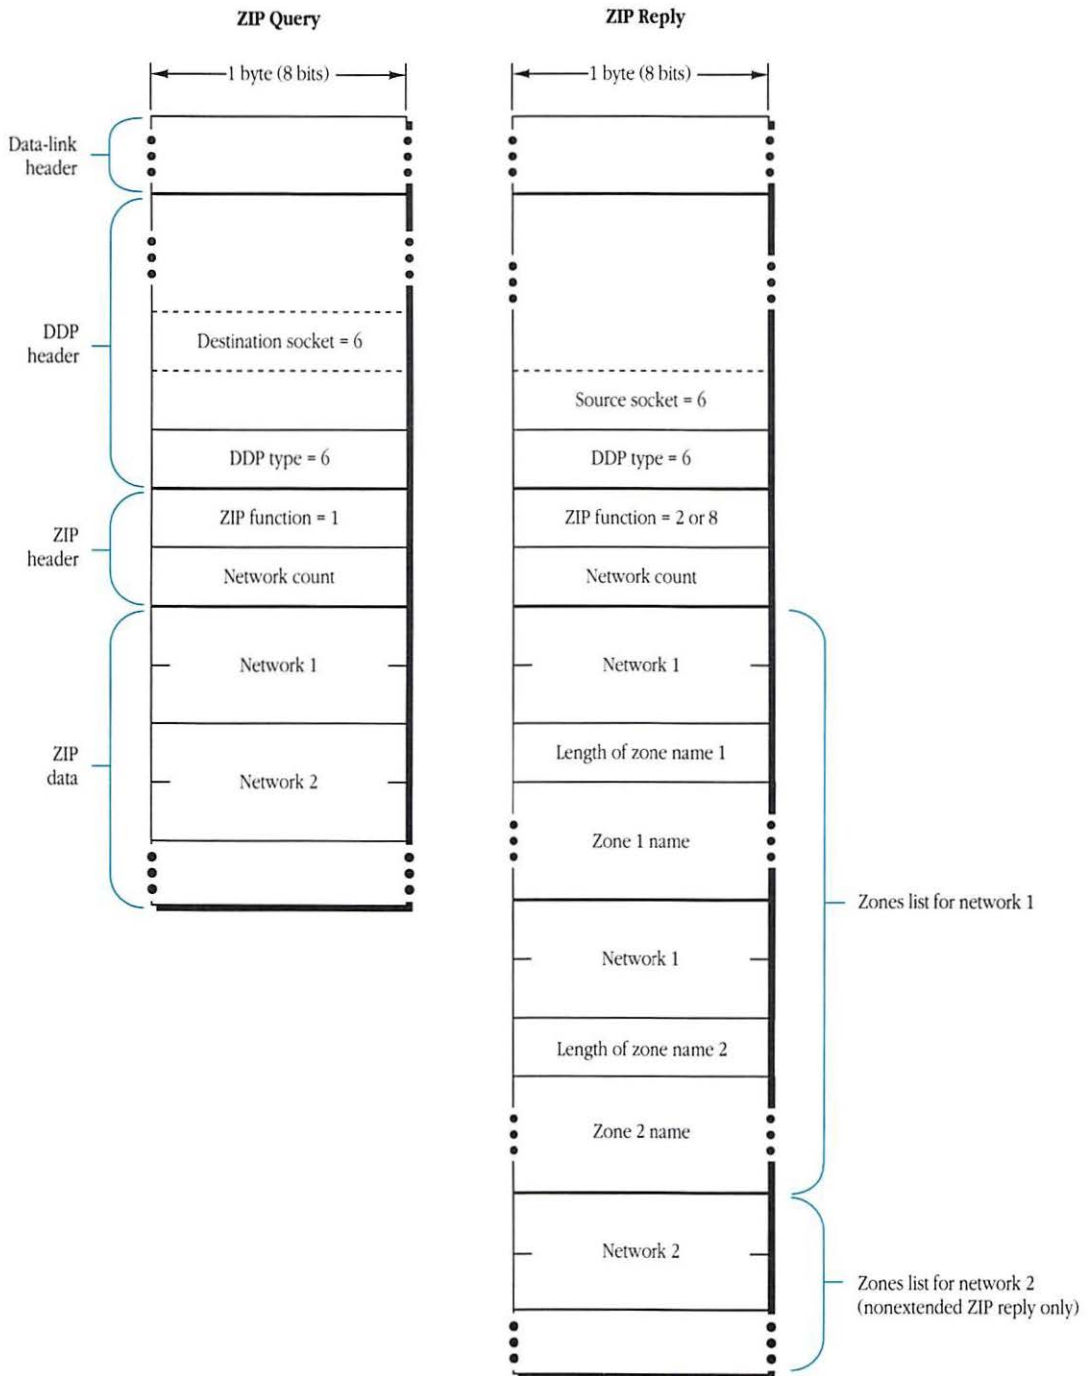 ZIP Query
ZIP Reply
1 byte (8 bits)
1 byte (8 bits)
Data-link
header
DDP
header
Destination socket = 6
DDP type = 6
ZIP
header
ZIP function = 1
Network count
ZIP
data
Network 1
Network 2
Source socket = 6
DDP type = 6
ZIP function = 2 or 8
Network count
Network 1
Length of zone name 1
Zone 1 name
Network 1
Length of zone name 2
Zone 2 name
Network 2
Zones list for network 1
Zones list for network 2
(nonextended ZIP reply only)